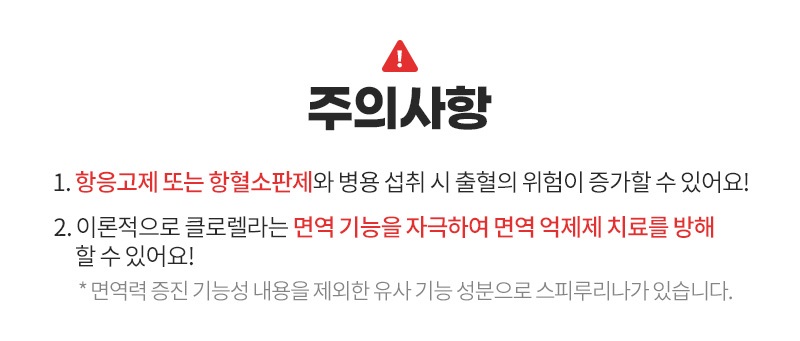 주의사항
1. 항응고제 또는 항혈소판제와 병용 섭취 시 출혈의 위험이 증가할 수 있어요!
2. 이론적으로 클로렐라는 면역 기능을 자극하여 면역 억제제 치료를 방해
할 수 있어요!
* 면역력 증진 기능성 내용을 제외한 유사 기능 성분으로 스피루리나가 있습니다.